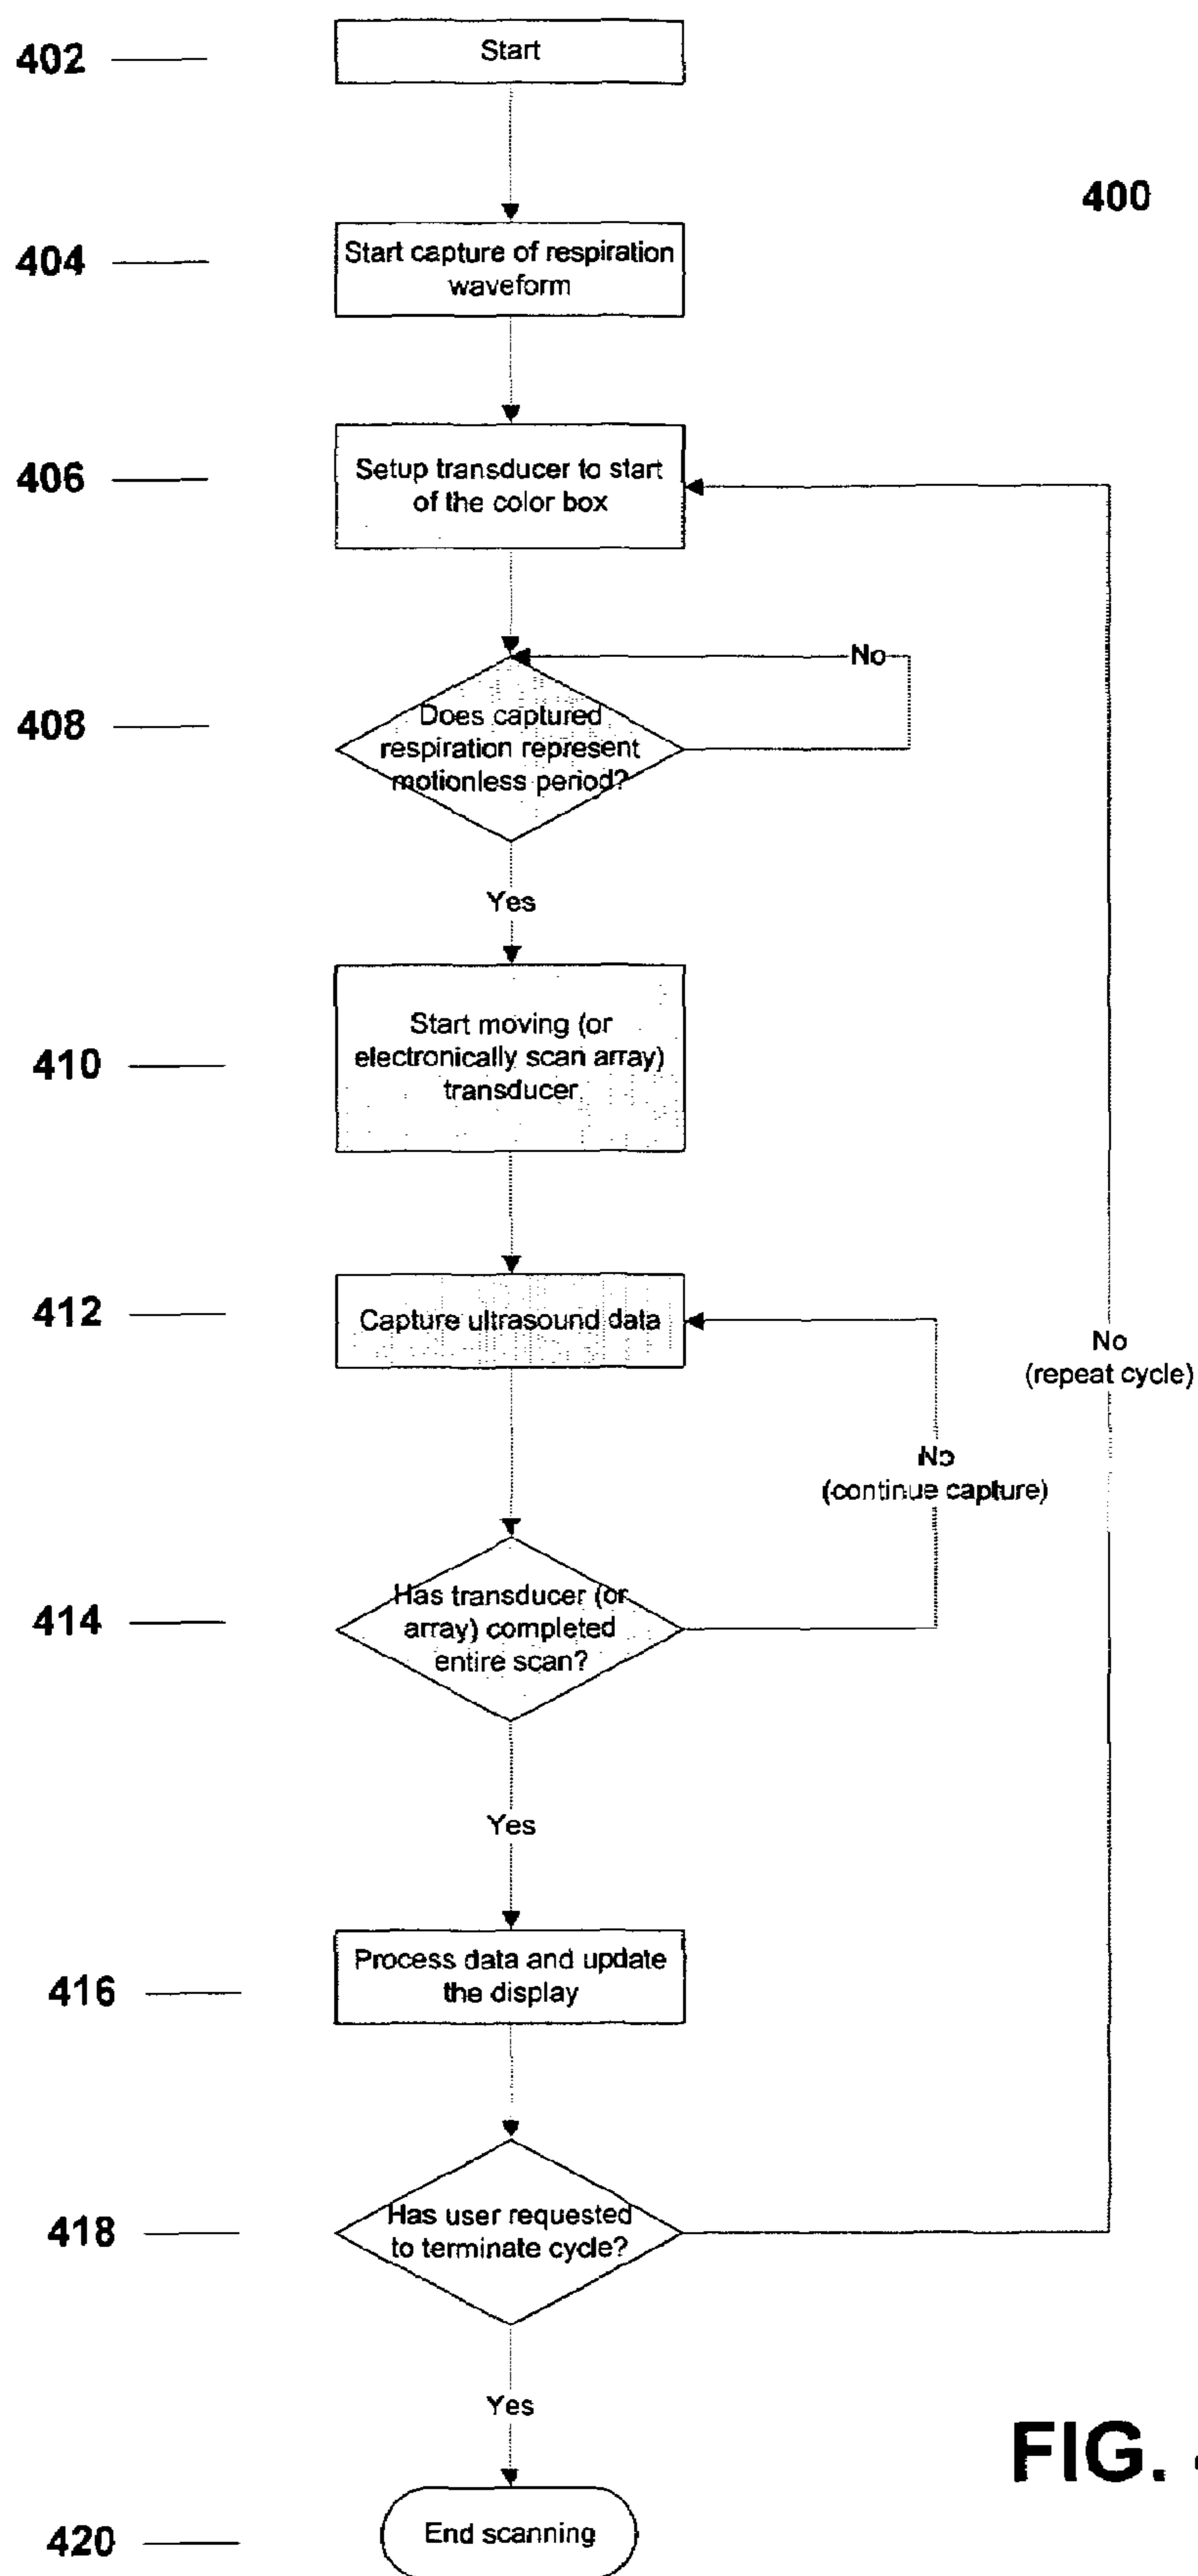 402
Start
400
404
Start capture of respiration
waveform
406
Setup transducer to start
of the color box
No
408
Does captured
respiration represent
motionless period?
Yes
410
Start moving (or
electronically scan array)
transducer
412
Capture ultrasound data
No
(repeat cycle)
No
(continue capture)
414
Has transducer (or
array) completed
entire scan?
Yes
416
Process data and update
the display
418
Has user requested
to terminate cycle?
Yes
FIG.
420
End scanning